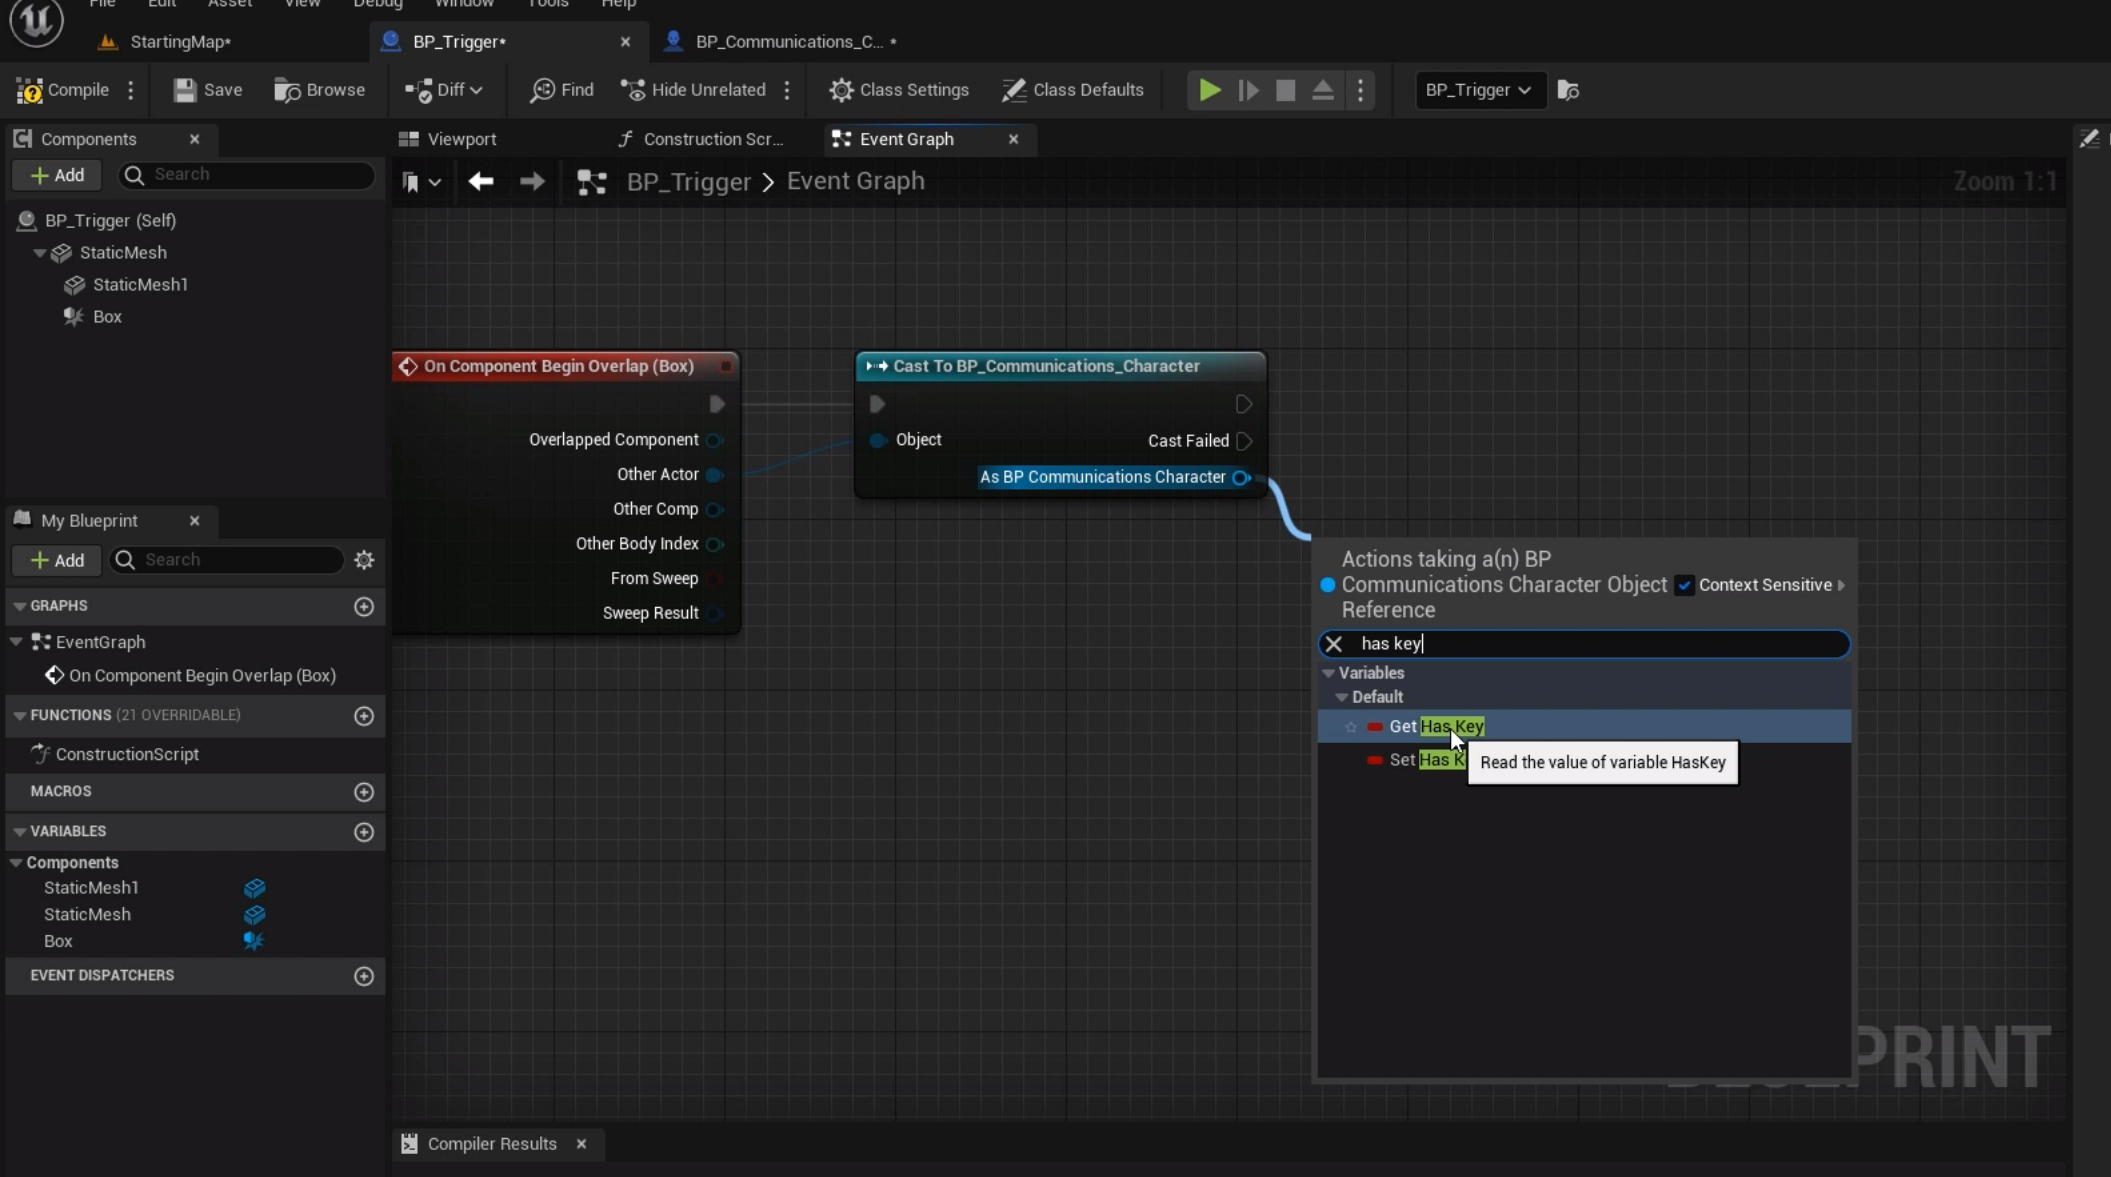 File Edit Asset View Debug Window Tools Help
StartingMap* BP_Trigger* BP_Communications_C... *
Compile Save Browse Diff Find Hide Unrelated Class Settings Class Defaults BP_Trigger
Components
Add Search
BP_Trigger (Self)
StaticMesh
StaticMesh1
Box
My Blueprint
Add Search
GRAPHS
EventGraph
On Component Begin Overlap (Box)
FUNCTIONS (21 OVERRIDABLE)
ConstructionScript
MACROS
VARIABLES
Components
StaticMesh1
StaticMesh
Box
EVENT DISPATCHERS
Viewport Construction Scr... Event Graph
BP_Trigger > Event Graph Zoom 1:1
On Component Begin Overlap (Box)
Overlapped Component
Other Actor
Other Comp
Other Body Index
From Sweep
Sweep Result
Cast To BP_Communications_Character
Object Cast Failed
As BP Communications Character
Actions taking a(n) BP
Communications Character Object
Reference
Context Sensitive
has key
Variables
Default
Get Has Key
Set Has K
Read the value of variable HasKey
PRINT
Compiler Results